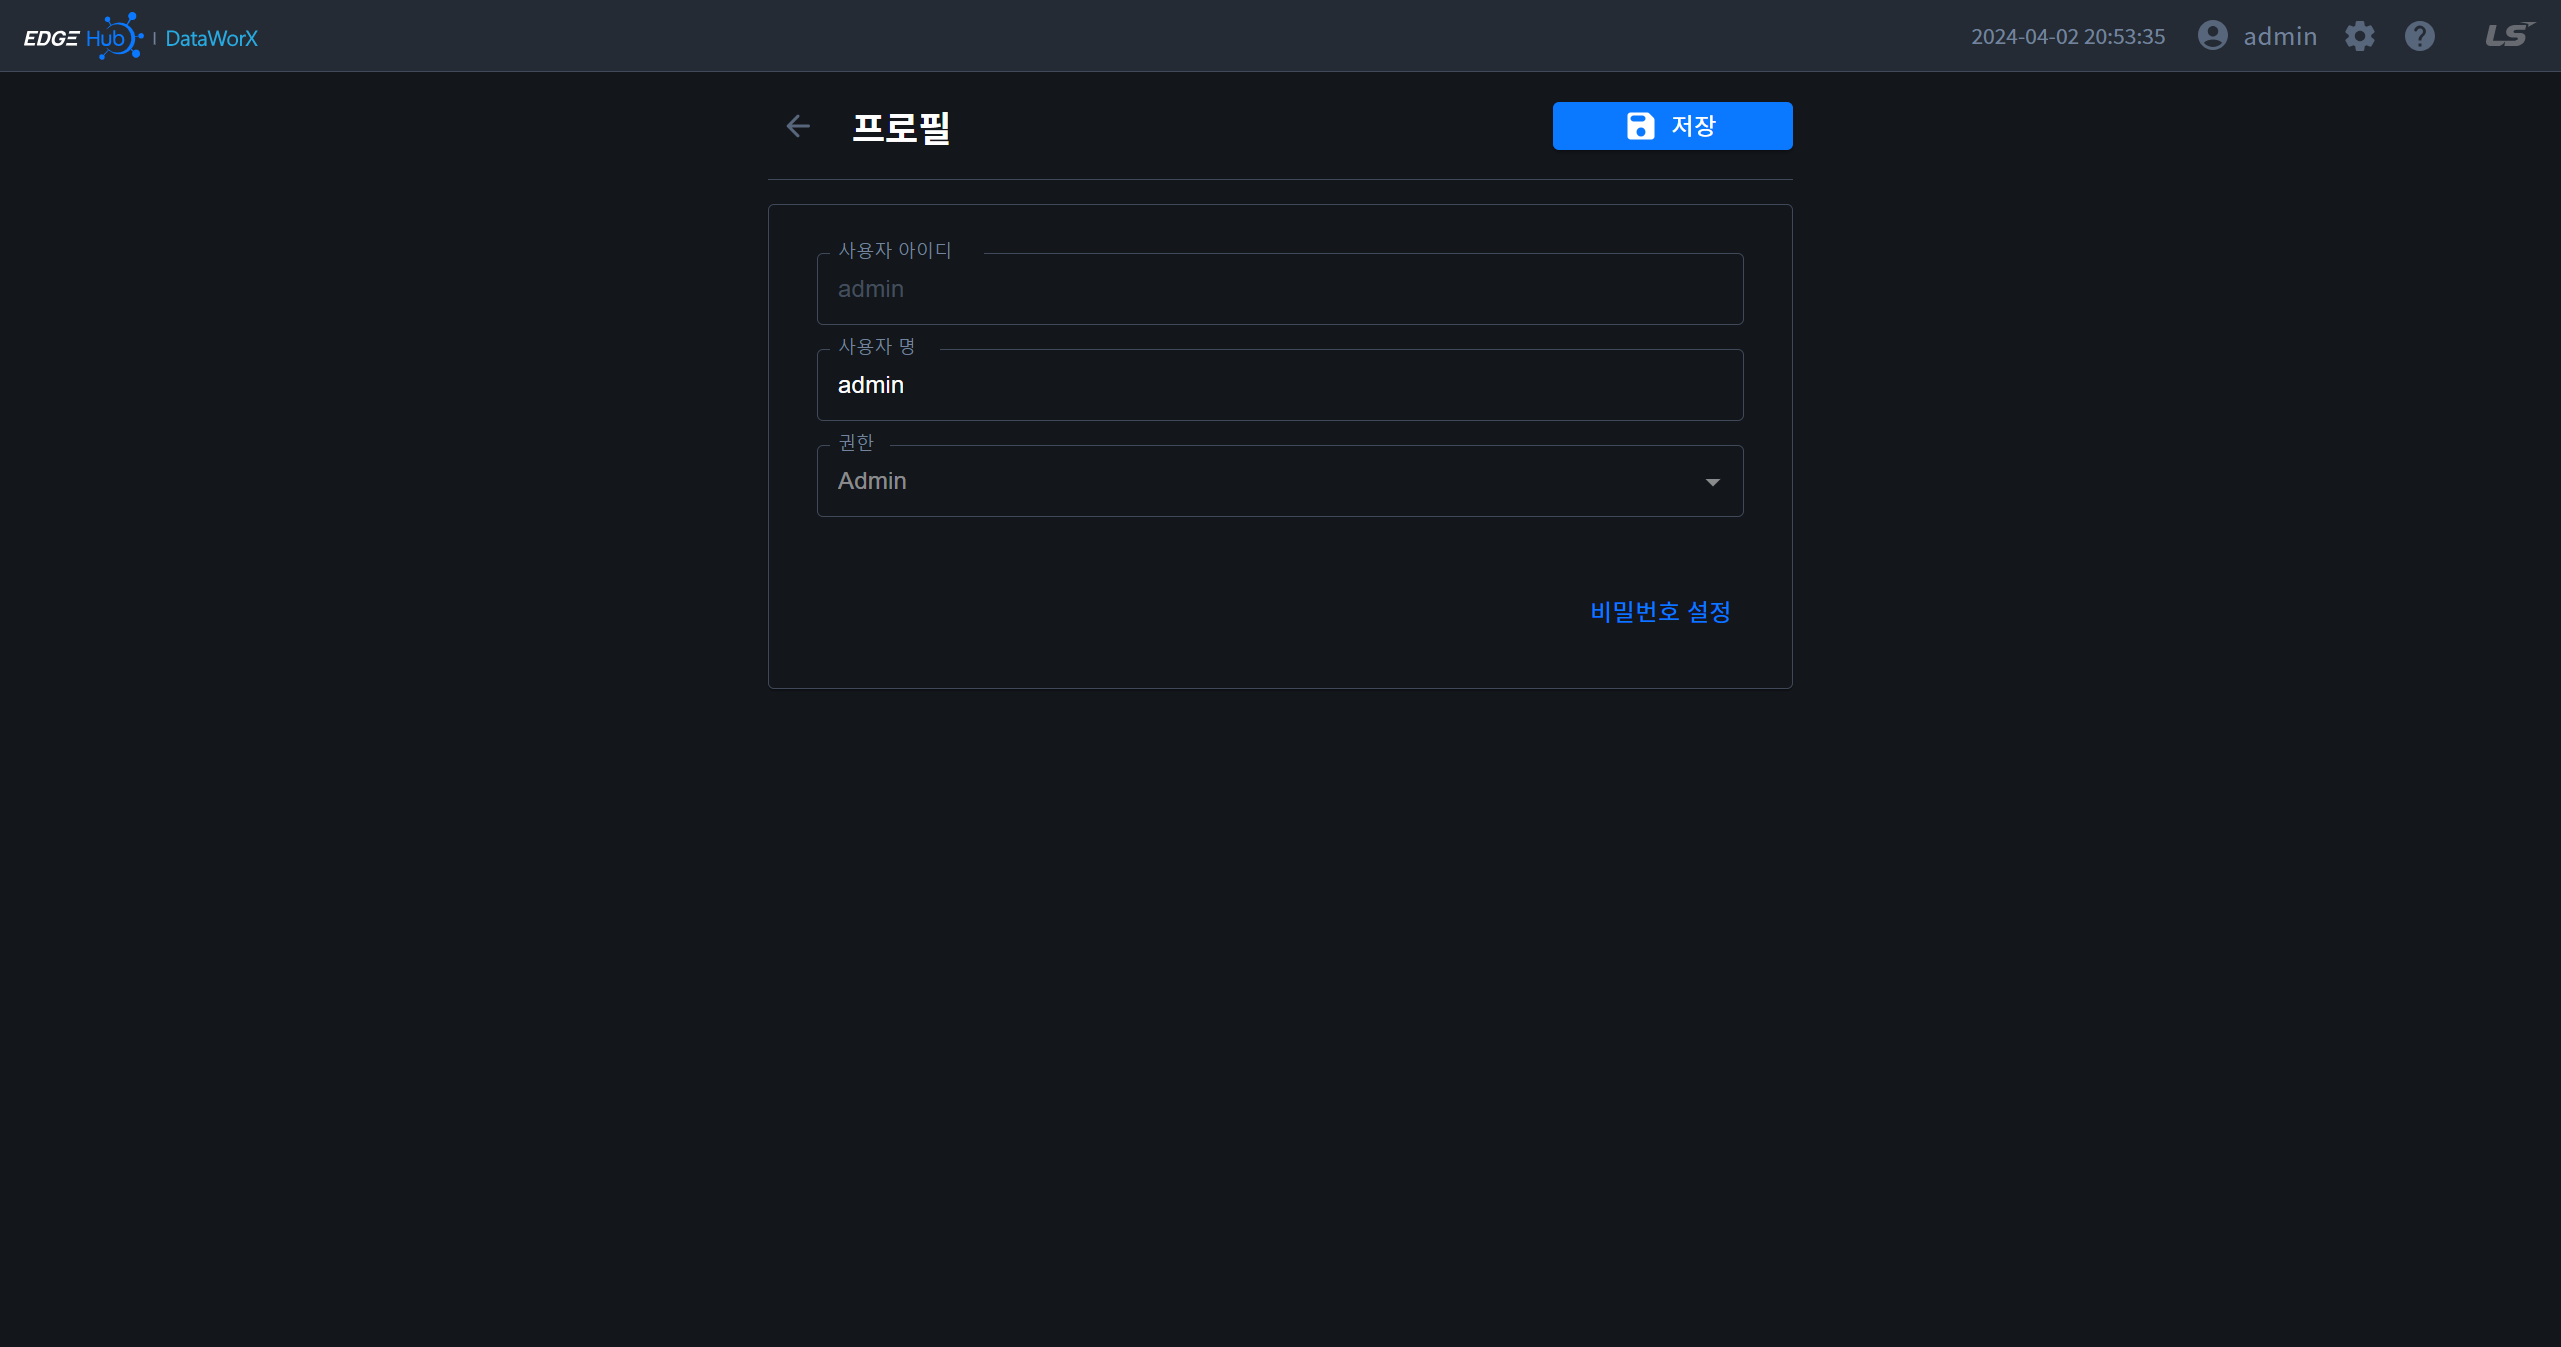 EDGE Hub | DataWorX
2024-04-02 20:53:35 admin LS
프로필
저장
사용자 아이디
admin
사용자 명
admin
권한
Admin
비밀번호 설정